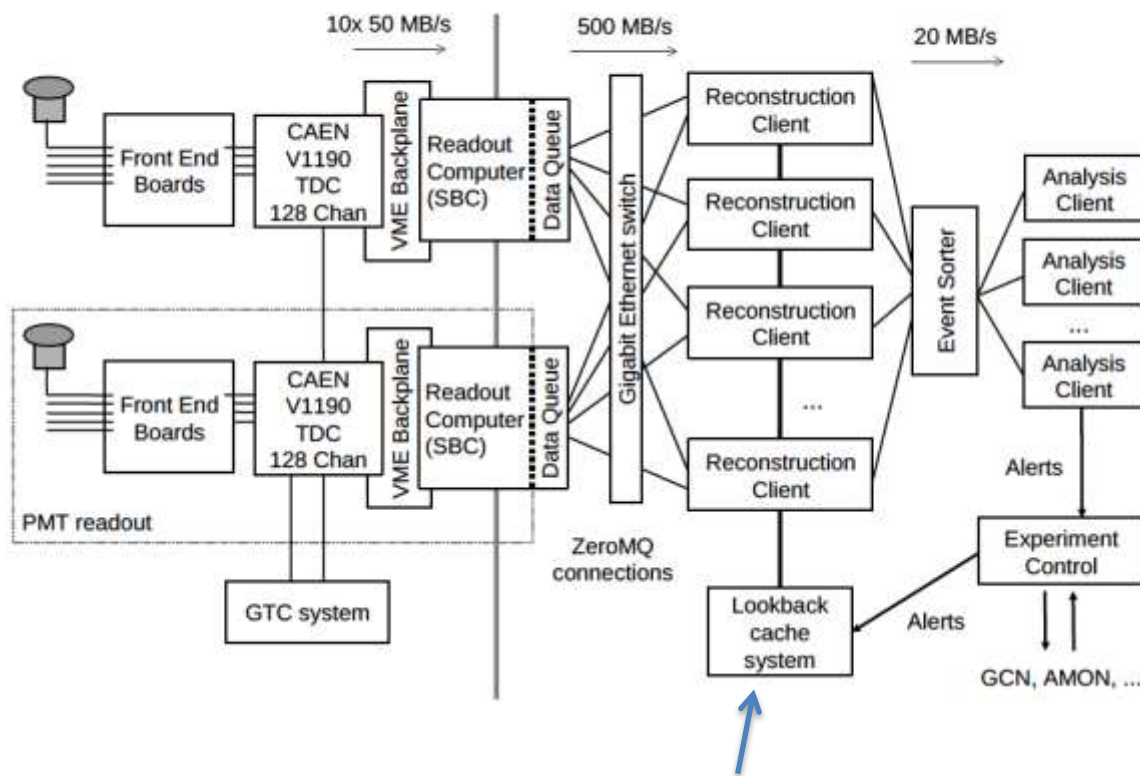 10x 50 MB/s
500 MB/s
20 MB/s
Front End
Boards
CAEN
V1190
TDC
128 Chan
VME Backplane
Readout
Computer
(SBC)
Data Queue
Gigabit Ethernet switch
Reconstruction
Client
Reconstruction
Client
Reconstruction
Client
...
Reconstruction
Client
Event Sorter
Analysis
Client
Analysis
Client
...
Analysis
Client
Front End
Boards
CAEN
V1190
TDC
128 Chan
VME Backplane
Readout
Computer
(SBC)
Data Queue
PMT readout
GTC system
ZeroMQ
connections
Lookback
cache
system
Alerts
Experiment
Control
Alerts
GCN, AMON, ...